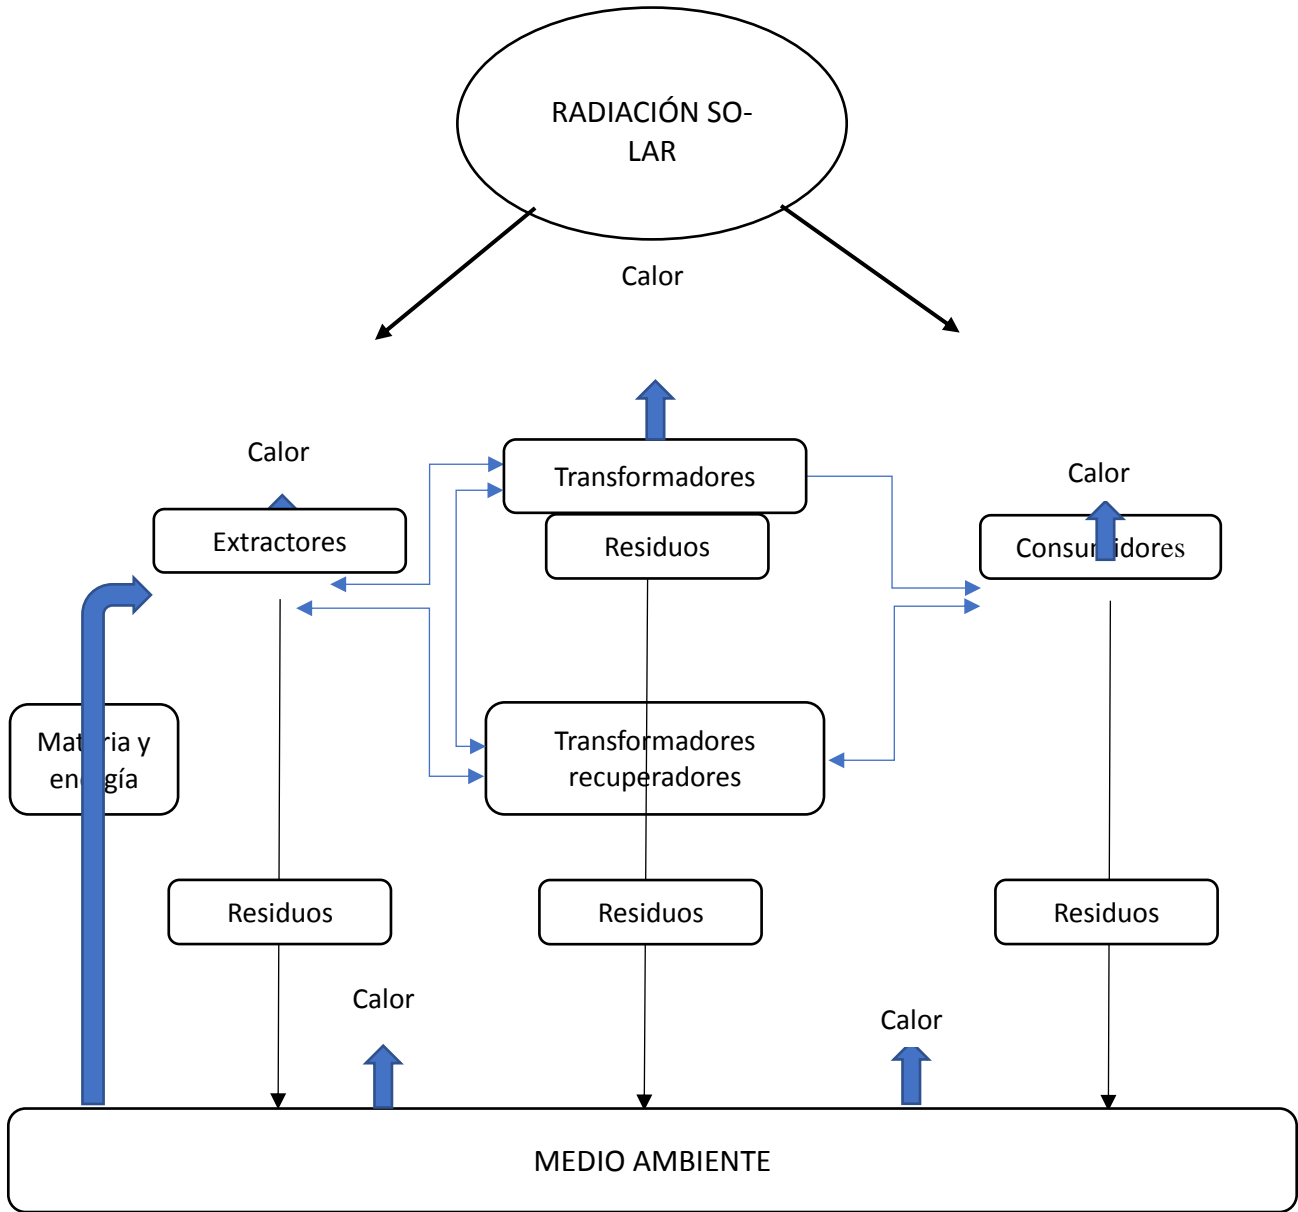 RADIACIÓN SO-
LAR
Calor
Calor
Transformadores
Calor
Extractores
Residuos
Consumidores
Materia y
energía
Transformadores
recuperadores
Residuos
Residuos
Residuos
Calor
Calor
MEDIO AMBIENTE